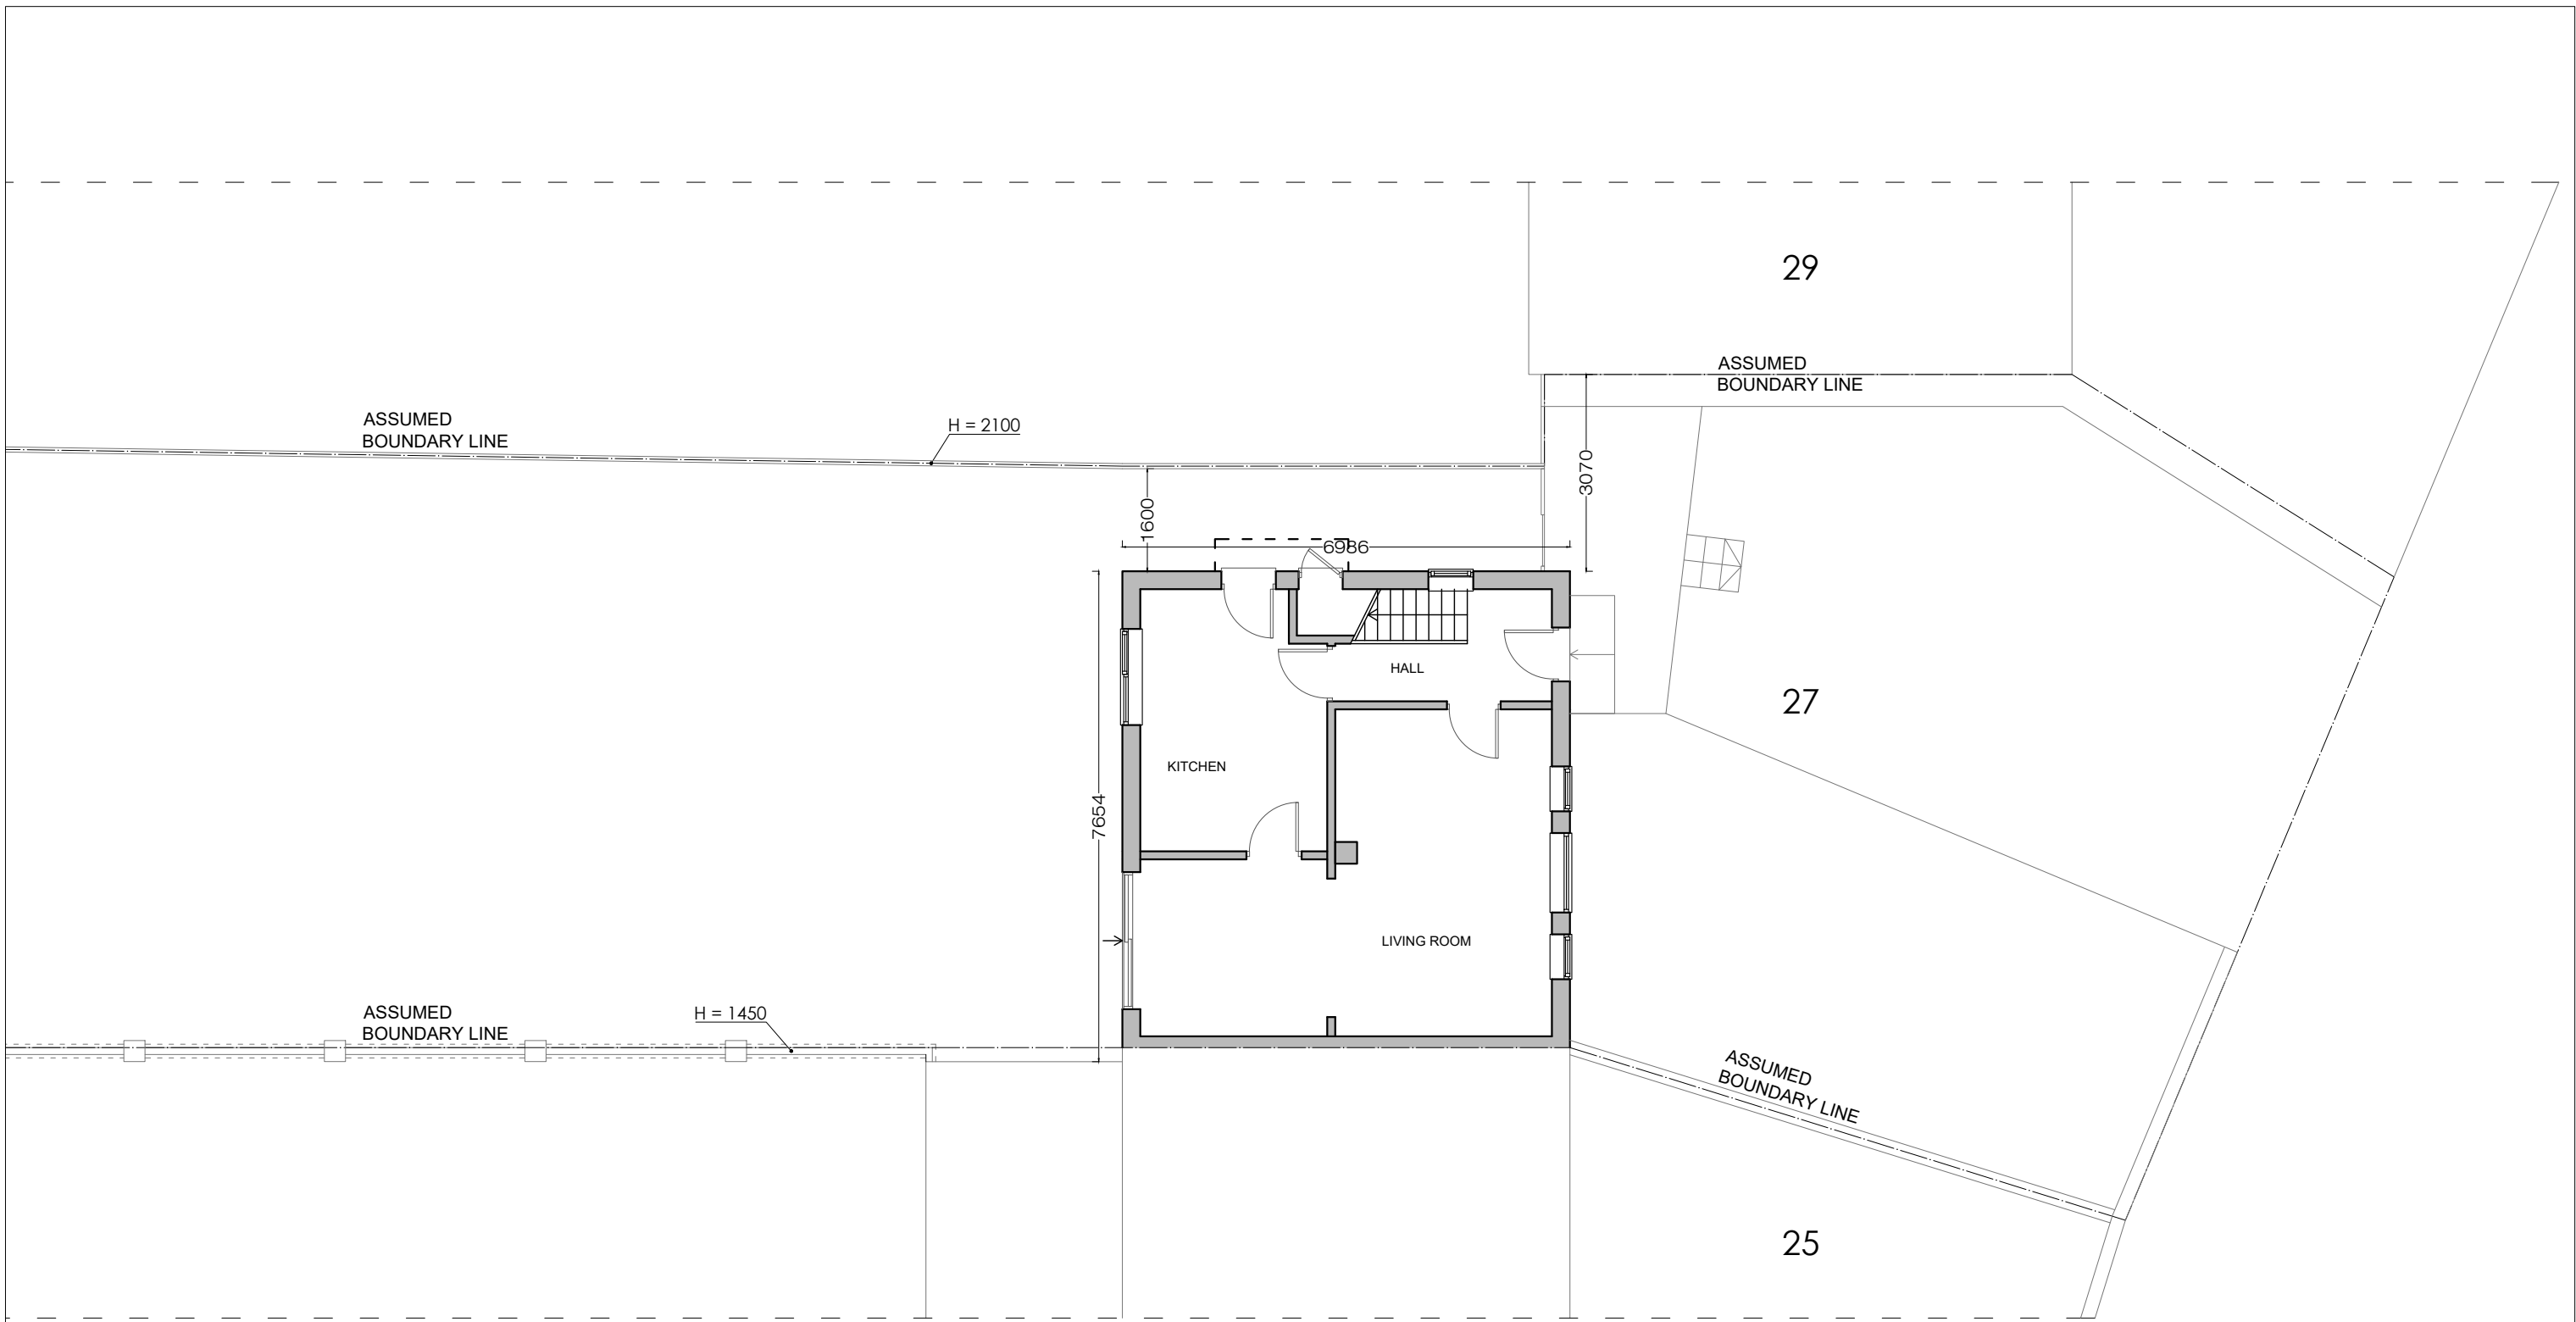 29
ASSUMED
BOUNDARY LINE
ASSUMED
BOUNDARY LINE
H = 2100
3070
1600
6986
HALL
27
KITCHEN
7654
LIVING ROOM
ASSUMED
BOUNDARY LINE
H = 1450
ASSUMED
BOUNDARY LINE
25